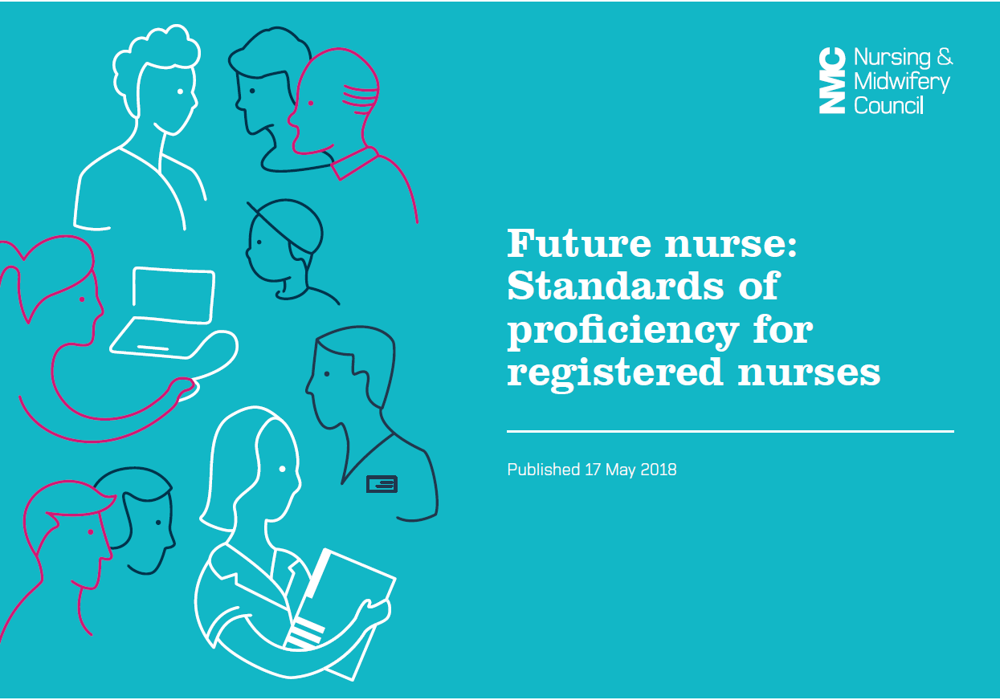 NMC
Nursing &
Midwifery
Council
Future nurse:
Standards of
proficiency for
registered nurses
Published 17 May 2018